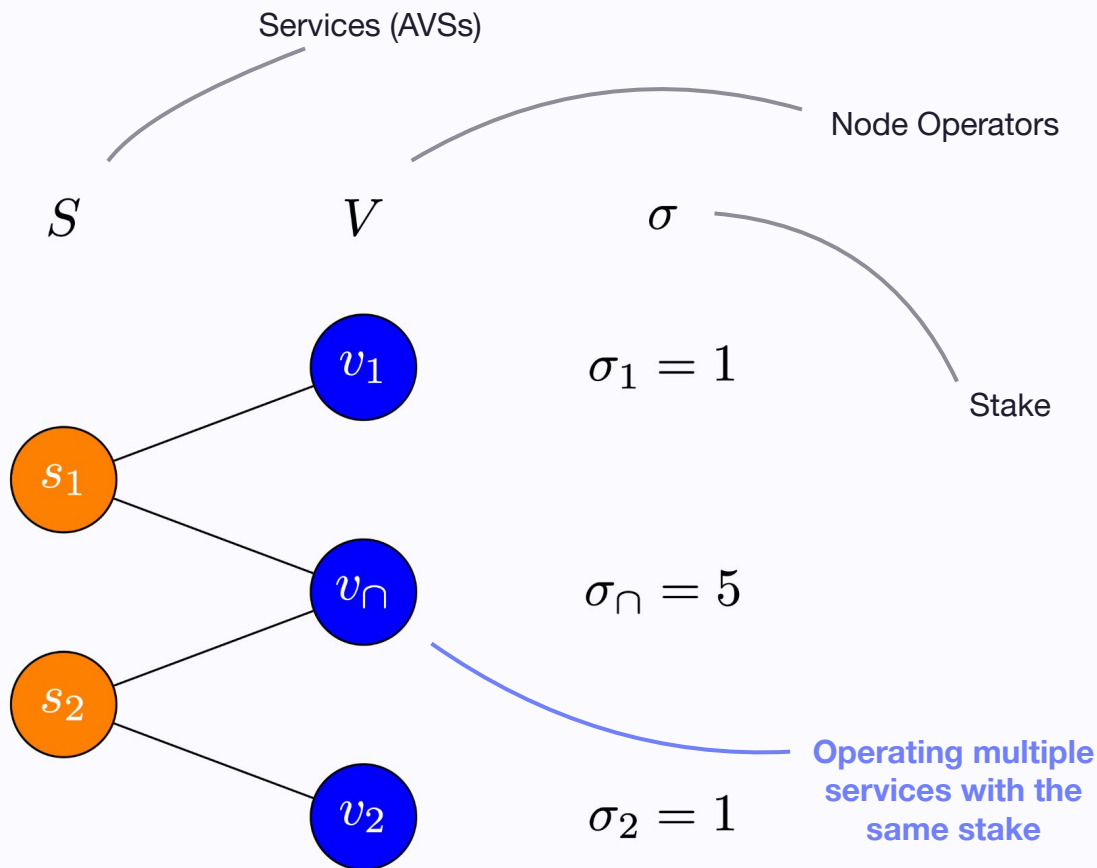 Services (AVSs)
Node Operators
S V σ
Stake
v₁ σ₁ = 1
s₁
v∩ σ∩ = 5
s₂
Operating multiple
services with the
same stake
v₂ σ₂ = 1